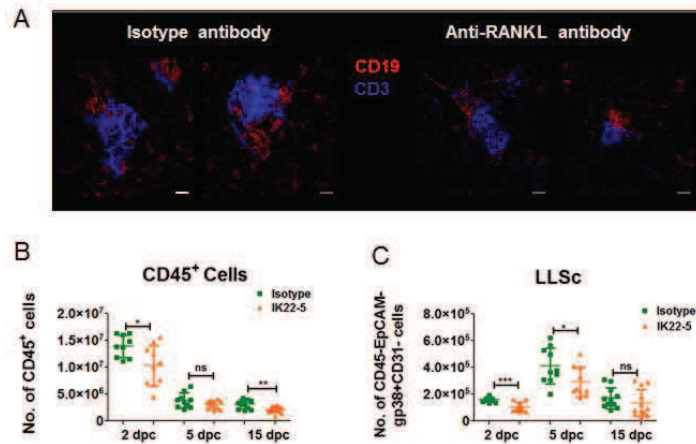 A
Isotype antibody
Anti-RANKL antibody
CD19
CD3
B
CD45⁺ Cells
No. of CD45⁺ cells
2.0×10⁷
1.5×10⁷
1.0×10⁷
5.0×10⁶
0
* ns **
2 dpc 5 dpc 15 dpc
Isotype
IK22-5
C
LLSc
No. of CD45-EpCAM-
gp38+CD31- cells
8.0×10⁵
6.0×10⁵
4.0×10⁵
2.0×10⁵
0
*** * ns
2 dpc 5 dpc 15 dpc
Isotype
IK22-5